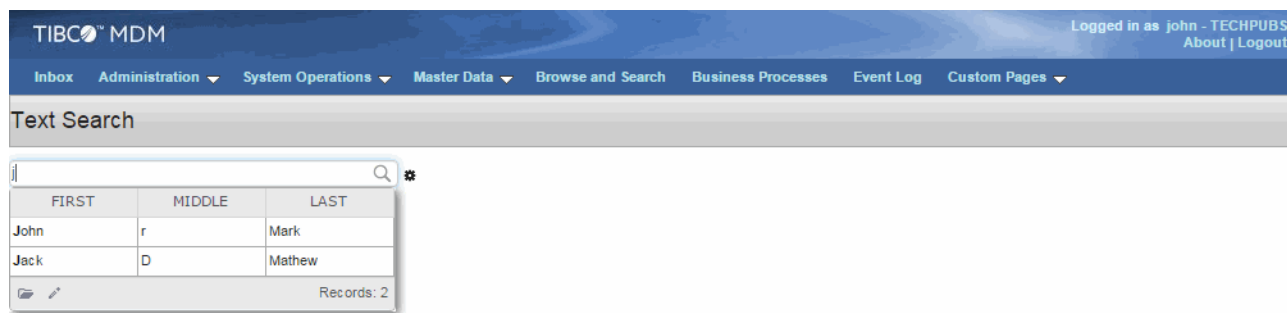 TIBCO™ MDM
Logged in as john - TECHPUBS
About | Logout
Inbox Administration System Operations Master Data Browse and Search Business Processes Event Log Custom Pages
Text Search
j
FIRST MIDDLE LAST
John r Mark
Jack D Mathew
Records: 2